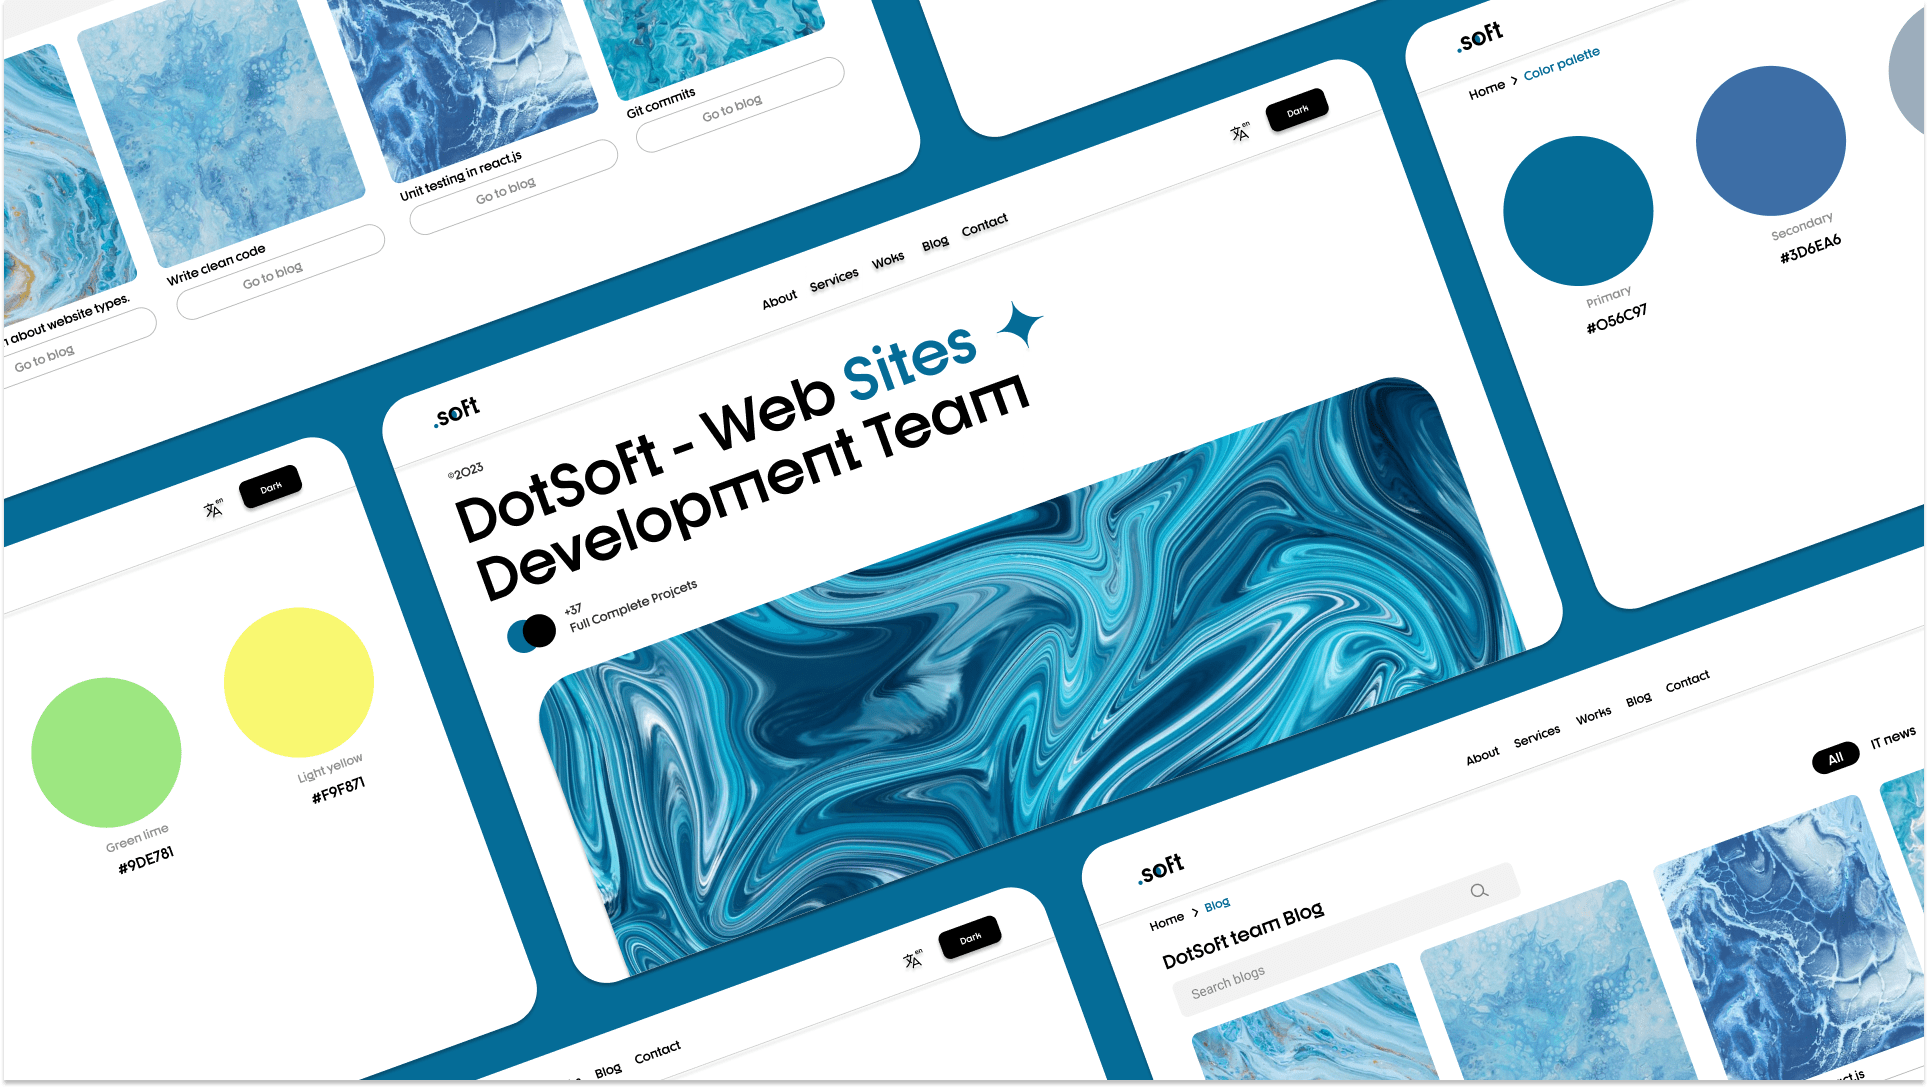 Git commits
Go to blog
Unit testing in react.js
Go to blog
Write clean code
Go to blog
about website types.
Go to blog
.soft
Home > Color palette
Primary
#056C97
Secondary
#3D6EA6
en
Dark
About Services Woks Blog Contact
.soft
©2023
DotSoft - Web Sites
Development Team
+37
Full Complete Projcets
en
Dark
Green lime
#9DE781
Light yellow
#F9F871
About Services Works Blog Contact
.soft
Home > Blog
DotSoft team Blog
Search blogs
All IT news
en
Dark
Blog Contact